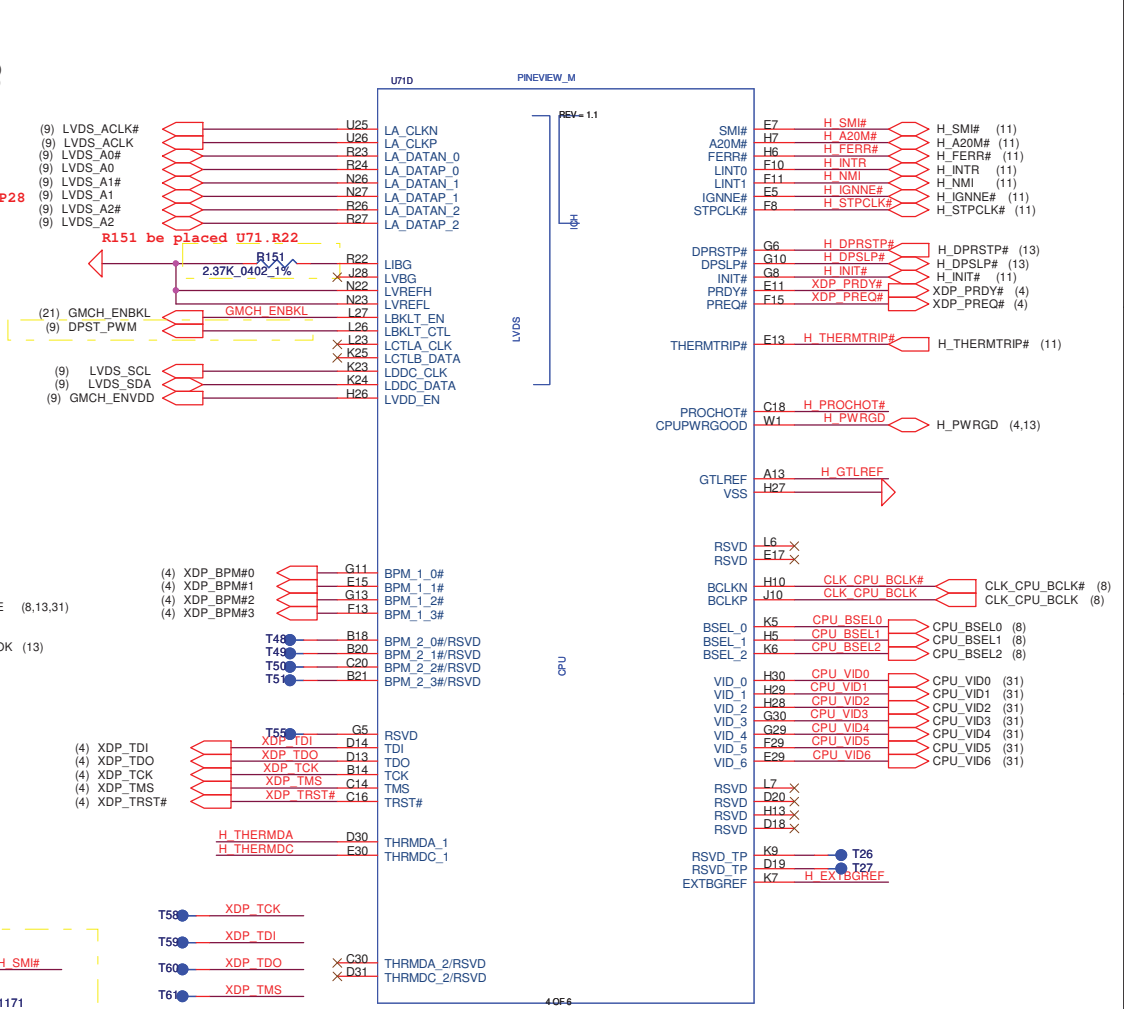 U71D PINEVIEW_M
REV = 1.1
(9) LVDS_ACLK# U25 LA_CLKN
(9) LVDS_ACLK U26 LA_CLKP
(9) LVDS_A0# R23 LA_DATAN_0
(9) LVDS_A0 R24 LA_DATAP_0
(9) LVDS_A1# N26 LA_DATAN_1
(9) LVDS_A1 N27 LA_DATAP_1
(9) LVDS_A2# R26 LA_DATAN_2
(9) LVDS_A2 R27 LA_DATAP_2
P28
R151 be placed U71.R22
R151
2.37K_0402_1%
R22 LIBG
J28 LVBG
N22 LVREFH
N23 LVREFL
(21) GMCH_ENBKL GMCH_ENBKL L27 LBKLT_EN
(9) DPST_PWM L26 LBKLT_CTL
L23 LCTLA_CLK
K25 LCTLB_DATA
(9) LVDS_SCL K23 LDDC_CLK
(9) LVDS_SDA K24 LDDC_DATA
(9) GMCH_ENVDD H26 LVDD_EN
LVDS
ICH
CPU
(4) XDP_BPM#0 G11 BPM_1_0#
(4) XDP_BPM#1 E15 BPM_1_1#
(4) XDP_BPM#2 G13 BPM_1_2#
(4) XDP_BPM#3 F13 BPM_1_3#
E (8,13,31)
OK (13)
T48 B18 BPM_2_0#/RSVD
T49 B20 BPM_2_1#/RSVD
T50 C20 BPM_2_2#/RSVD
T51 B21 BPM_2_3#/RSVD
T55 G5 RSVD
(4) XDP_TDI XDP_TDI D14 TDI
(4) XDP_TDO XDP_TDO D13 TDO
(4) XDP_TCK XDP_TCK B14 TCK
(4) XDP_TMS XDP_TMS C14 TMS
(4) XDP_TRST# XDP_TRST# C16 TRST#
H_THERMDA D30 THRMDA_1
H_THERMDC E30 THRMDC_1
T58 XDP_TCK
T59 XDP_TDI
T60 XDP_TDO
T61 XDP_TMS
H_SMI#
1171
C30 THRMDA_2/RSVD
D31 THRMDC_2/RSVD
4 OF 6
SMI# E7 H_SMI# H_SMI# (11)
A20M# H7 H_A20M# H_A20M# (11)
FERR# H6 H_FERR# H_FERR# (11)
LINT0 F10 H_INTR H_INTR (11)
LINT1 F11 H_NMI H_NMI (11)
IGNNE# E5 H_IGNNE# H_IGNNE# (11)
STPCLK# F8 H_STPCLK# H_STPCLK# (11)
DPRSTP# G6 H_DPRSTP# H_DPRSTP# (13)
DPSLP# G10 H_DPSLP# H_DPSLP# (13)
INIT# G8 H_INIT# H_INIT# (11)
PRDY# E11 XDP_PRDY# XDP_PRDY# (4)
PREQ# F15 XDP_PREQ# XDP_PREQ# (4)
THERMTRIP# E13 H_THERMTRIP# H_THERMTRIP# (11)
PROCHOT# C18 H_PROCHOT#
CPUPWRGOOD W1 H_PWRGD H_PWRGD (4,13)
GTLREF A13 H_GTLREF
VSS H27
RSVD L6
RSVD E17
BCLKN H10 CLK_CPU_BCLK# CLK_CPU_BCLK# (8)
BCLKP J10 CLK_CPU_BCLK CLK_CPU_BCLK (8)
BSEL_0 K5 CPU_BSEL0 CPU_BSEL0 (8)
BSEL_1 H5 CPU_BSEL1 CPU_BSEL1 (8)
BSEL_2 K6 CPU_BSEL2 CPU_BSEL2 (8)
VID_0 H30 CPU_VID0 CPU_VID0 (31)
VID_1 H29 CPU_VID1 CPU_VID1 (31)
VID_2 H28 CPU_VID2 CPU_VID2 (31)
VID_3 G30 CPU_VID3 CPU_VID3 (31)
VID_4 G29 CPU_VID4 CPU_VID4 (31)
VID_5 F29 CPU_VID5 CPU_VID5 (31)
VID_6 E29 CPU_VID6 CPU_VID6 (31)
RSVD L7
RSVD D20
RSVD H13
RSVD D18
RSVD_TP K9 T26
RSVD_TP D19 T27
EXTBGREF K7 H_EXTBGREF